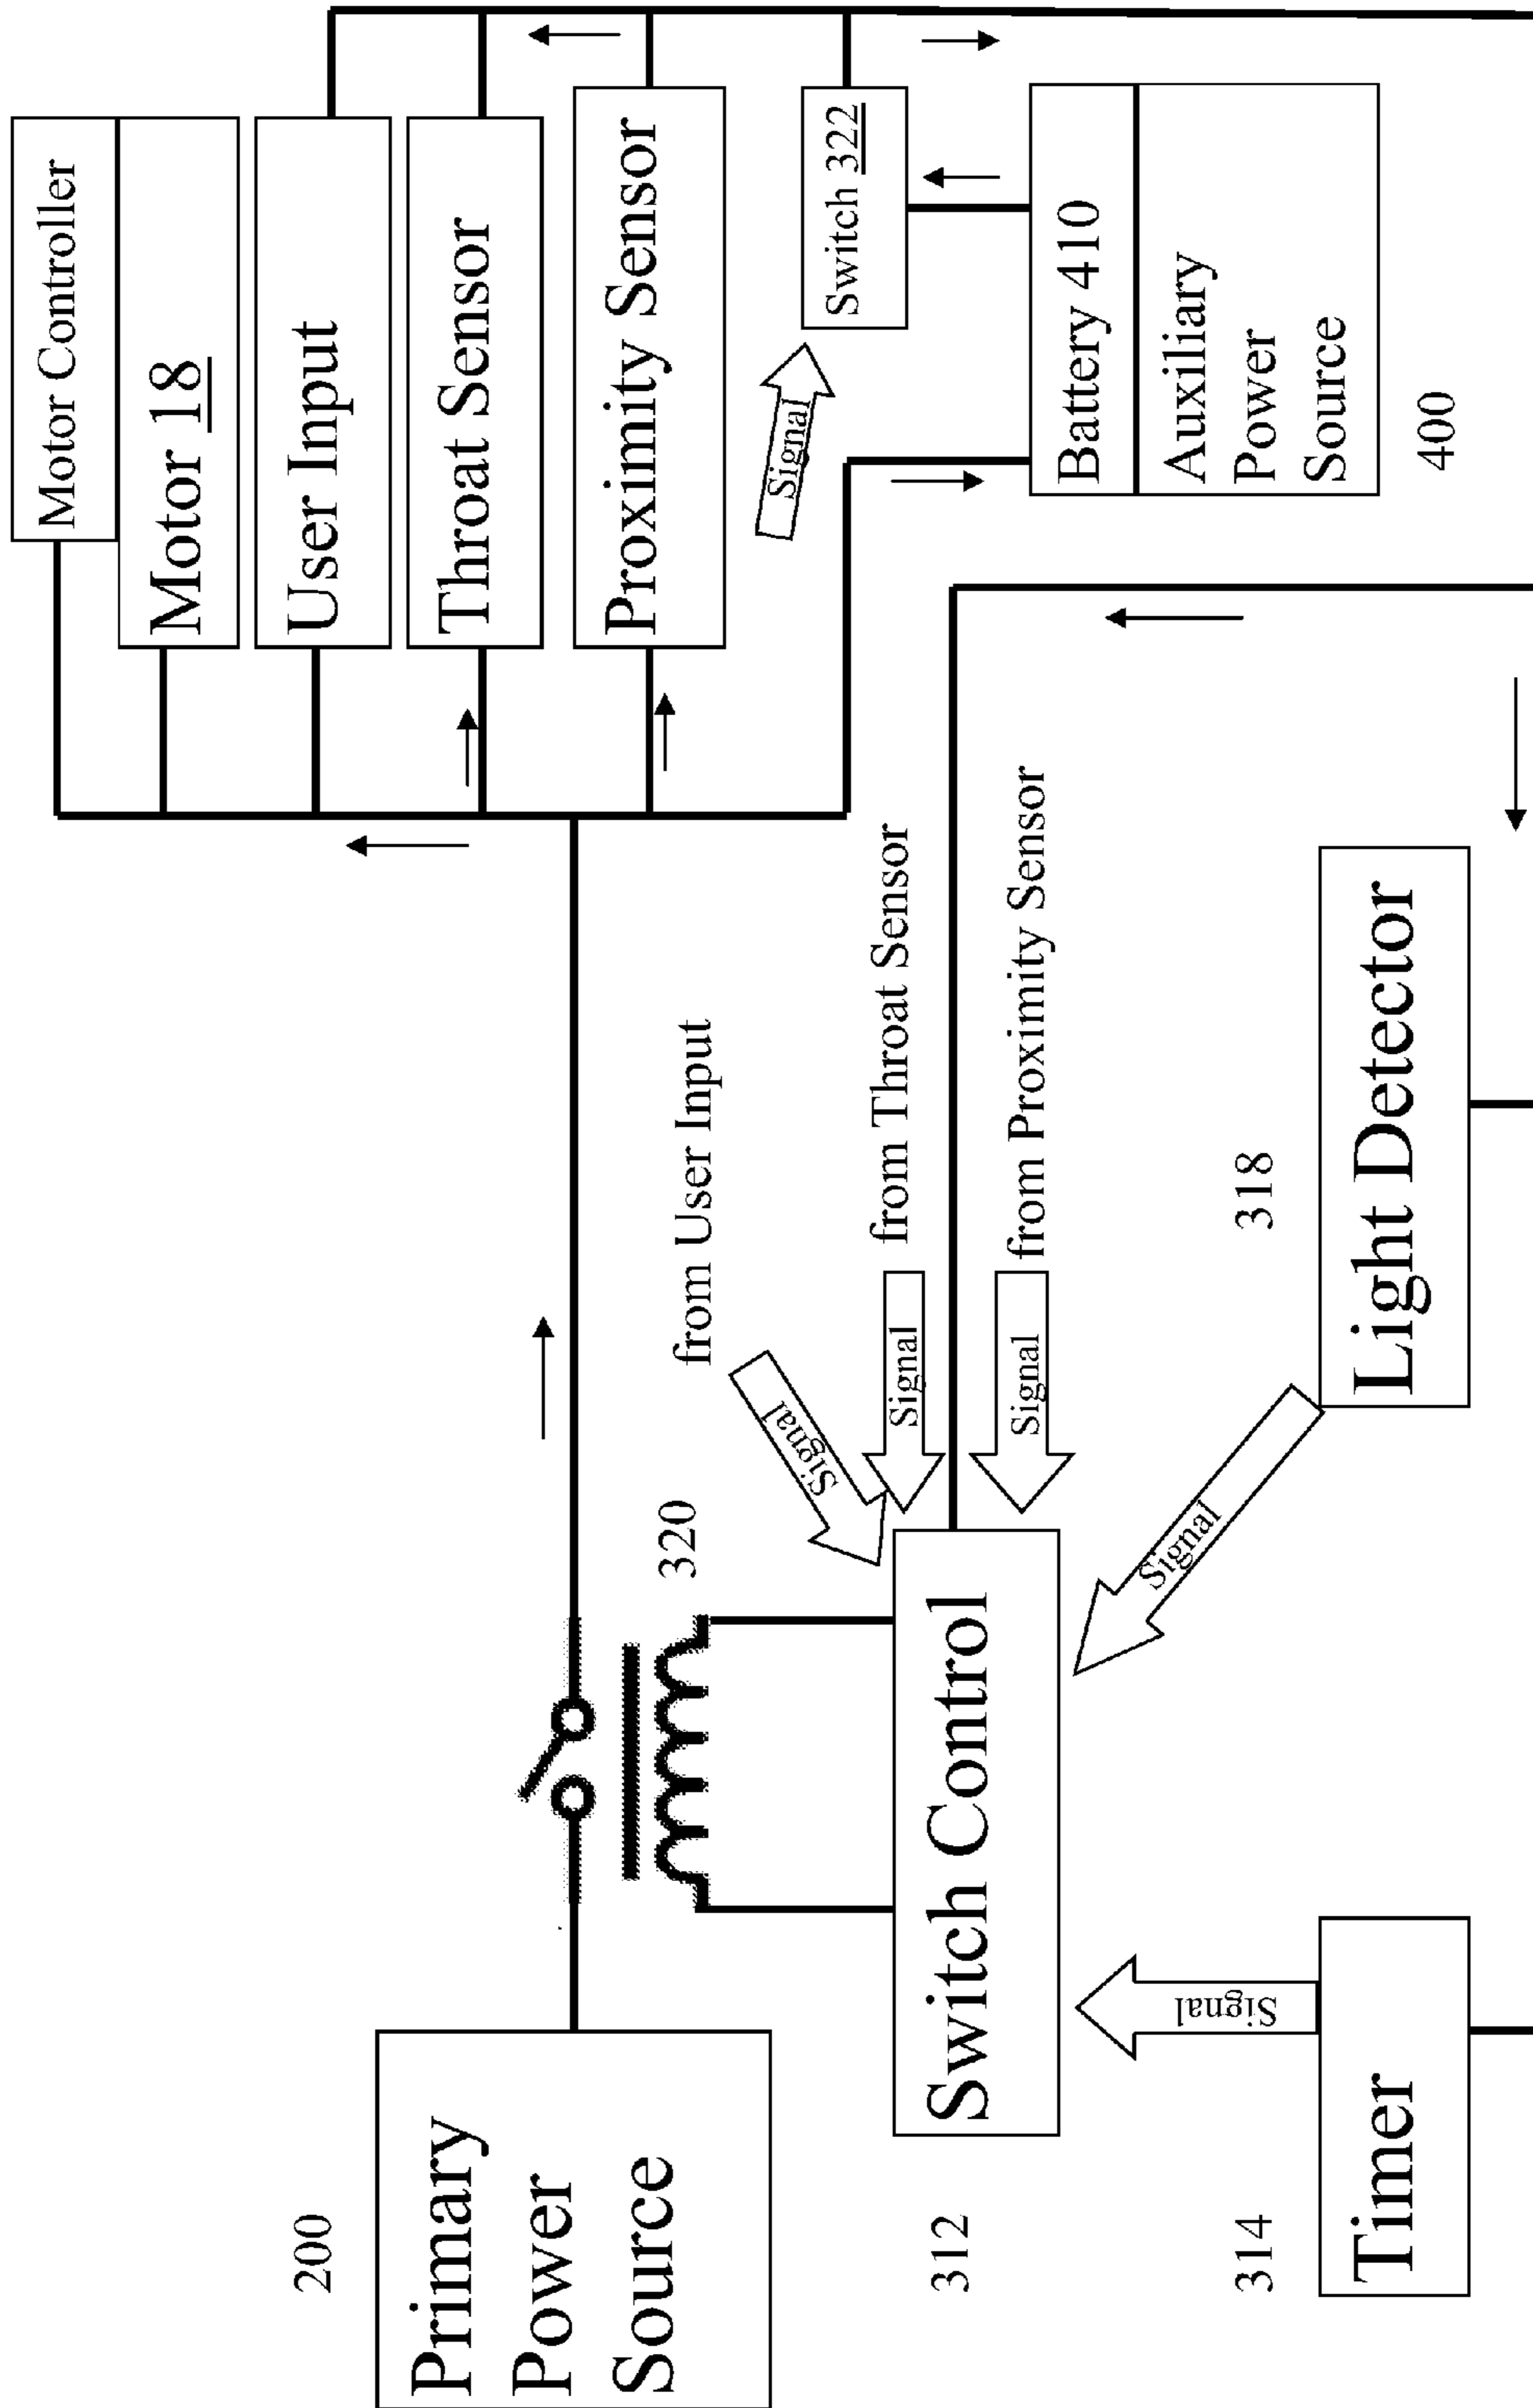 Motor Controller
Motor 18
User Input
Throat Sensor
Proximity Sensor
Signal
Switch 322
Battery 410
Auxiliary
Power
Source
400
200
Primary
Power
Source
320
from User Input
Signal
from Throat Sensor
Signal
from Proximity Sensor
Signal
312
Switch Control
Signal
Signal
318
Light Detector
314
Timer